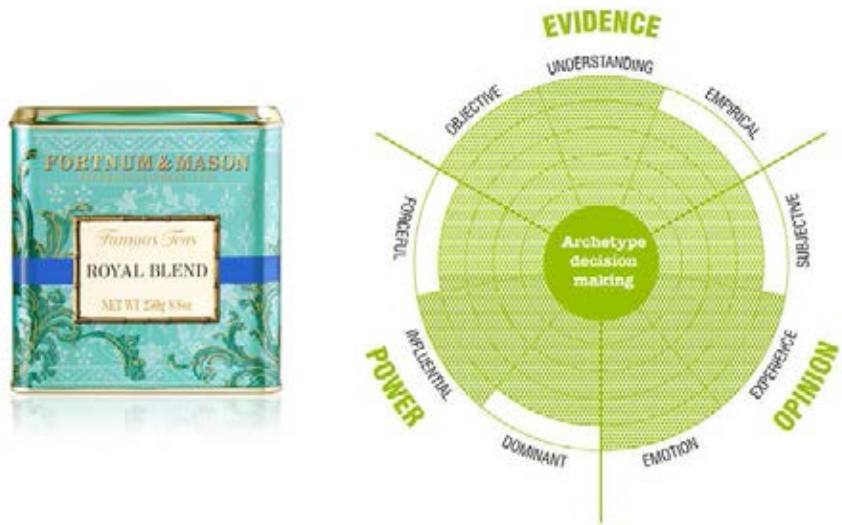 FORTNUM & MASON
Famous Teas
ROYAL BLEND
NET WT 250g 8.8oz
EVIDENCE
UNDERSTANDING
OBJECTIVE
EMPIRICAL
FORCEFUL
SUBJECTIVE
Archetype
decision
making
INFLUENTIAL
EXPERIENCE
POWER
OPINION
DOMINANT
EMOTION